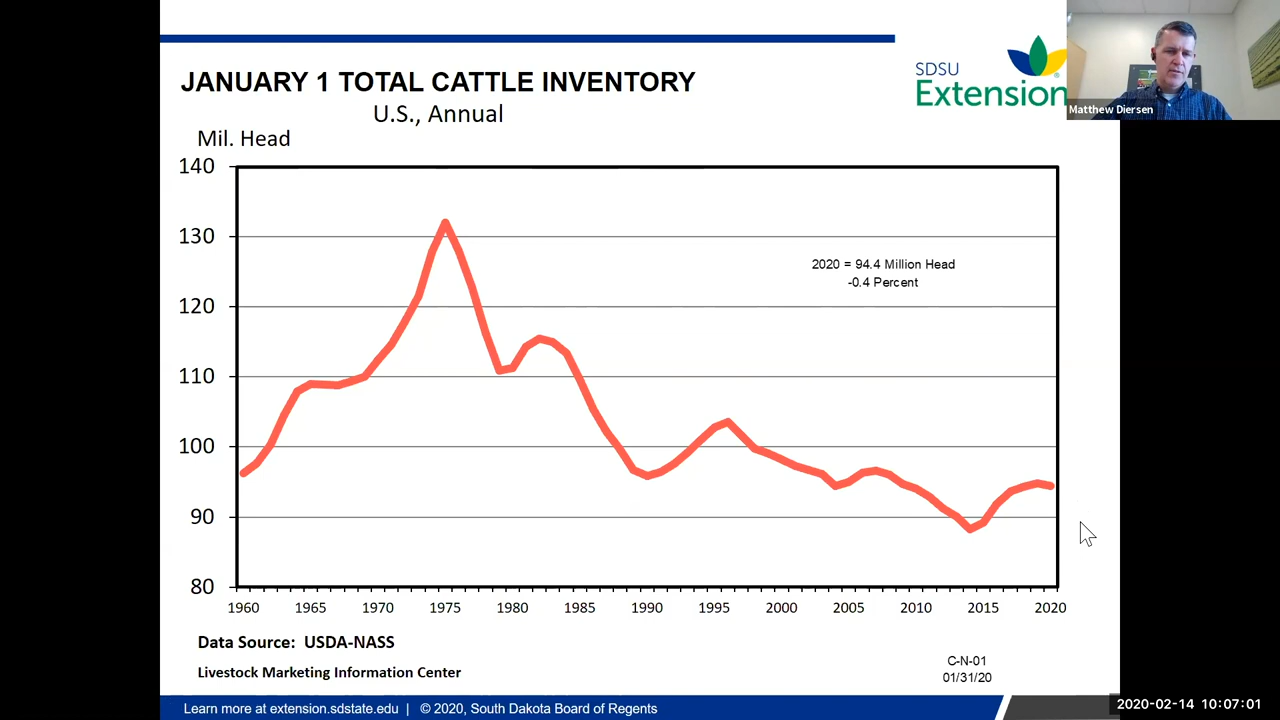 JANUARY 1 TOTAL CATTLE INVENTORY
U.S., Annual
SDSU
Extension
Matthew Diersen
Mil. Head
140
130
120
110
100
90
80
2020 = 94.4 Million Head
-0.4 Percent
1960 1965 1970 1975 1980 1985 1990 1995 2000 2005 2010 2015 2020
Data Source: USDA-NASS
Livestock Marketing Information Center
C-N-01
01/31/20
Learn more at extension.sdstate.edu | © 2020, South Dakota Board of Regents
2020-02-14 10:07:01